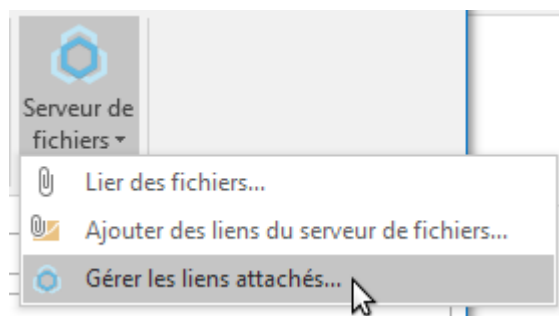 Serveur de
fichiers
Lier des fichiers...
Ajouter des liens du serveur de fichiers...
Gérer les liens attachés...